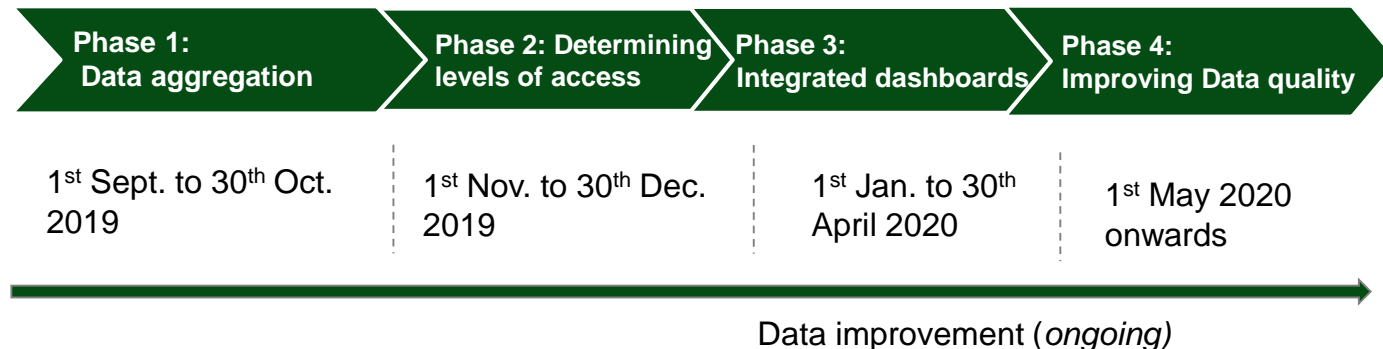 Phase 1:
Data aggregation
Phase 2: Determining
levels of access
Phase 3:
Integrated dashboards
Phase 4:
Improving Data quality
1st Sept. to 30th Oct.
2019
1st Nov. to 30th Dec.
2019
1st Jan. to 30th
April 2020
1st May 2020
onwards
Data improvement (ongoing)